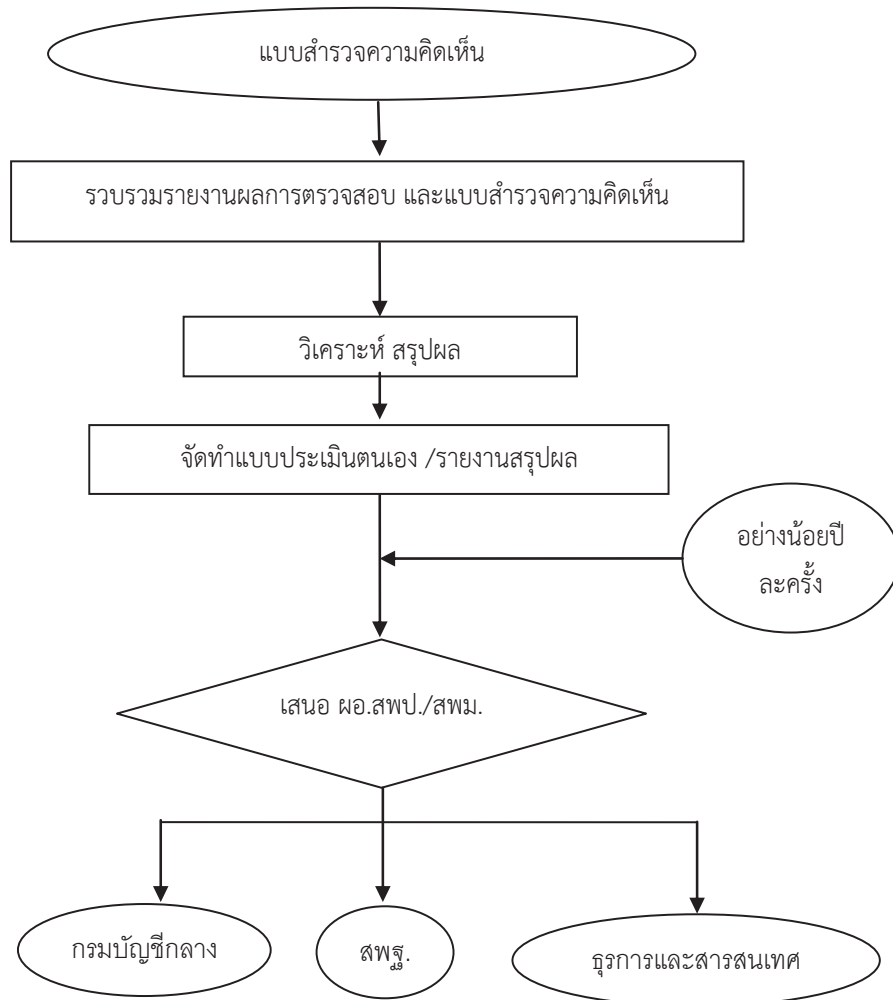 แบบสำรวจความคิดเห็น
รวบรวมรายงานผลการตรวจสอบ และแบบสำรวจความคิดเห็น
วิเคราะห์ สรุปผล
จัดทำแบบประเมินตนเอง /รายงานสรุปผล
อย่างน้อยปี
ละครั้ง
เสนอ ผอ.สพป./สพม.
กรมบัญชีกลาง
สพฐ.
ธุรการและสารสนเทศ